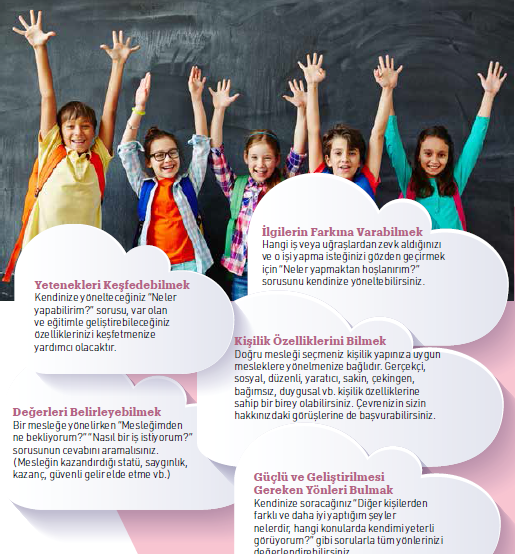 İlgilerin Farkına Varabilmek
Hangi iş veya uğraşlardan zevk aldığınızı
ve o işi yapma isteğinizi gözden geçirmek
için "Neler yapmaktan hoşlanırım?"
sorusunu kendinize yöneltebilirsiniz.
Yetenekleri Keşfedebilmek
Kendinize yönelteceğiniz "Neler
yapabilirim?" sorusu, var olan
ve eğitimle geliştirebileceğiniz
özelliklerinizi keşfetmenize
yardımcı olacaktır.
Kişilik Özelliklerini Bilmek
Doğru mesleği seçmeniz kişilik yapınıza uygun
mesleklere yönelmenize bağlıdır. Gerçekçi,
sosyal, düzenli, yaratıcı, sakin, çekingen,
bağımsız, duygusal vb. kişilik özelliklerine
sahip bir birey olabilirsiniz. Çevrenizin sizin
hakkınızdaki görüşlerine de başvurabilirsiniz.
Değerleri Belirleyebilmek
Bir mesleğe yönelirken "Mesleğimden
ne bekliyorum?" "Nasıl bir iş istiyorum?"
sorusunun cevabını aramalısınız.
(Mesleğin kazandırdığı statü, saygınlık,
kazanç, güvenli gelir elde etme vb.)
Güçlü ve Geliştirilmesi
Gereken Yönleri Bulmak
Kendinize soracağınız "Diğer kişilerden
farklı ve daha iyi yaptığım şeyler
nelerdir, hangi konularda kendimi yeterli
görüyorum?" gibi sorularla tüm yönlerinizi
değerlendirebilirsiniz.